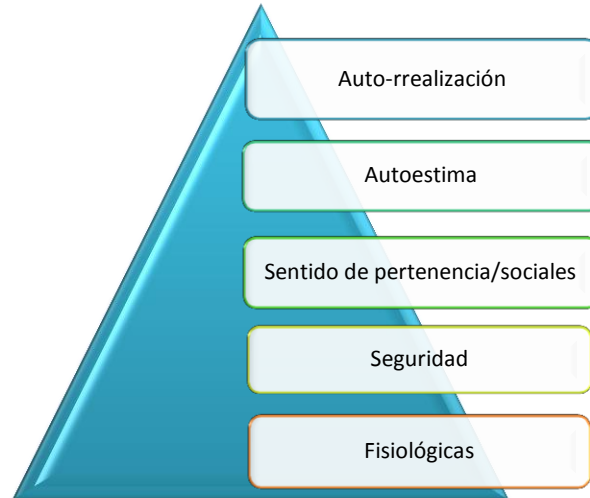 Auto-rrealización
Autoestima
Sentido de pertenencia/sociales
Seguridad
Fisiológicas